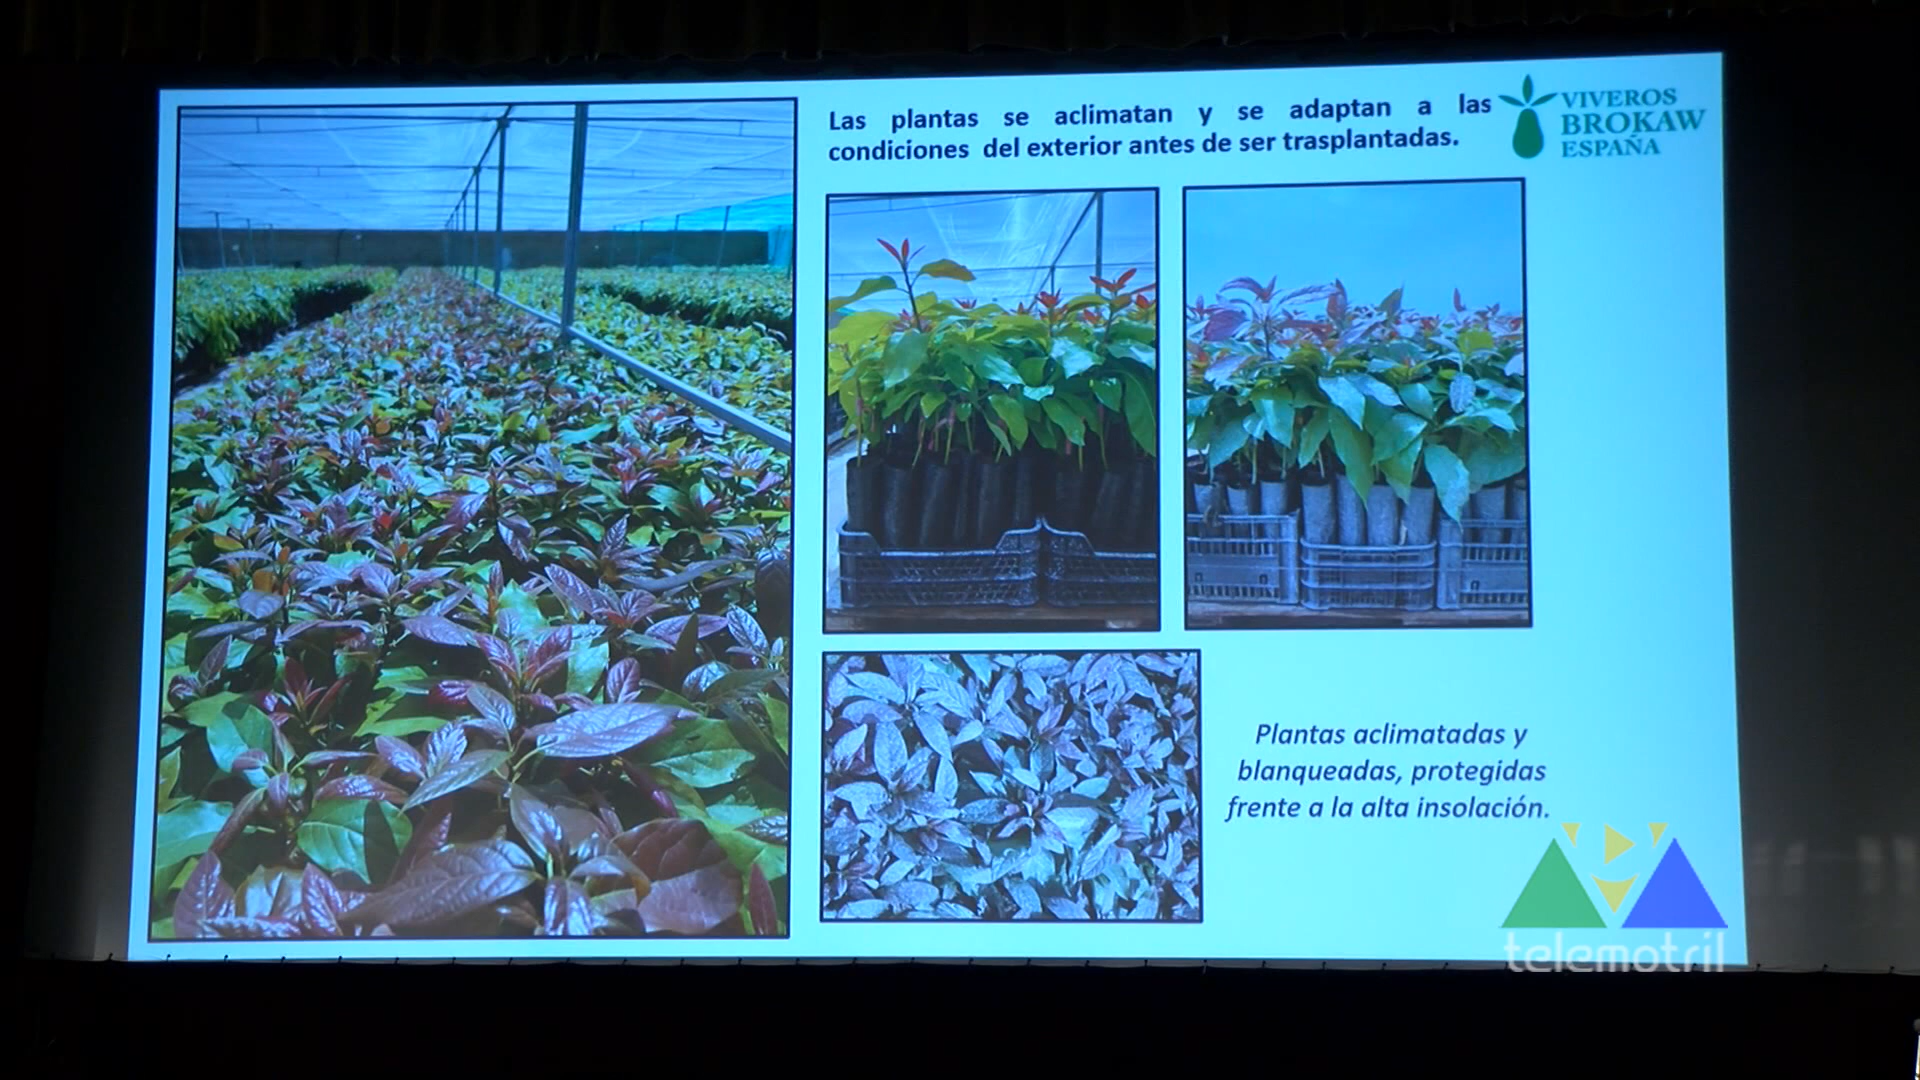 Las plantas se aclimatan y se adaptan a las
condiciones del exterior antes de ser trasplantadas.
VIVEROS
BROKAW
ESPAÑA
Plantas aclimatadas y
blanqueadas, protegidas
frente a la alta insolación.
telemotril